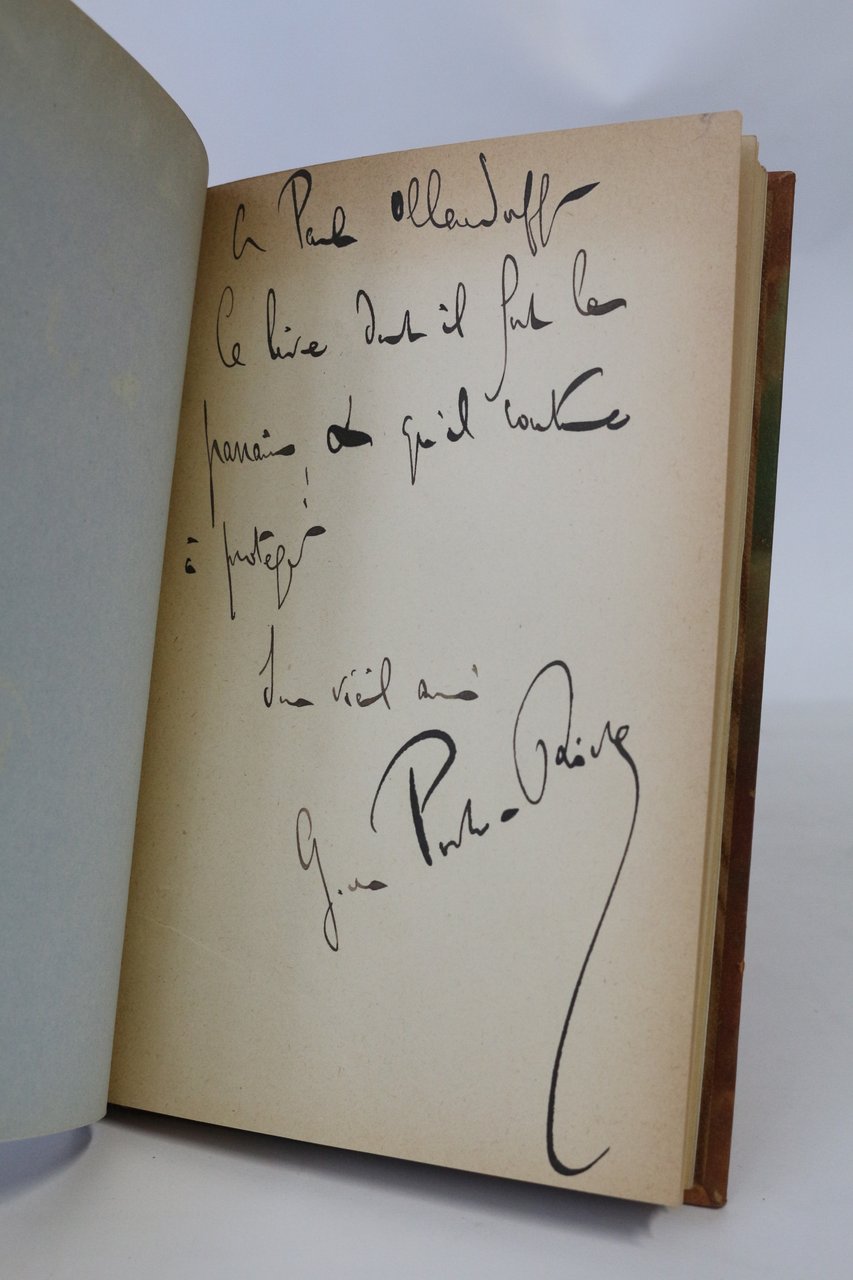 A Paul Ollendorff
Ce livre dont il fut le
parrain, et qu'il continue
à protéger
Son vieil ami
G. de Porto-Riche